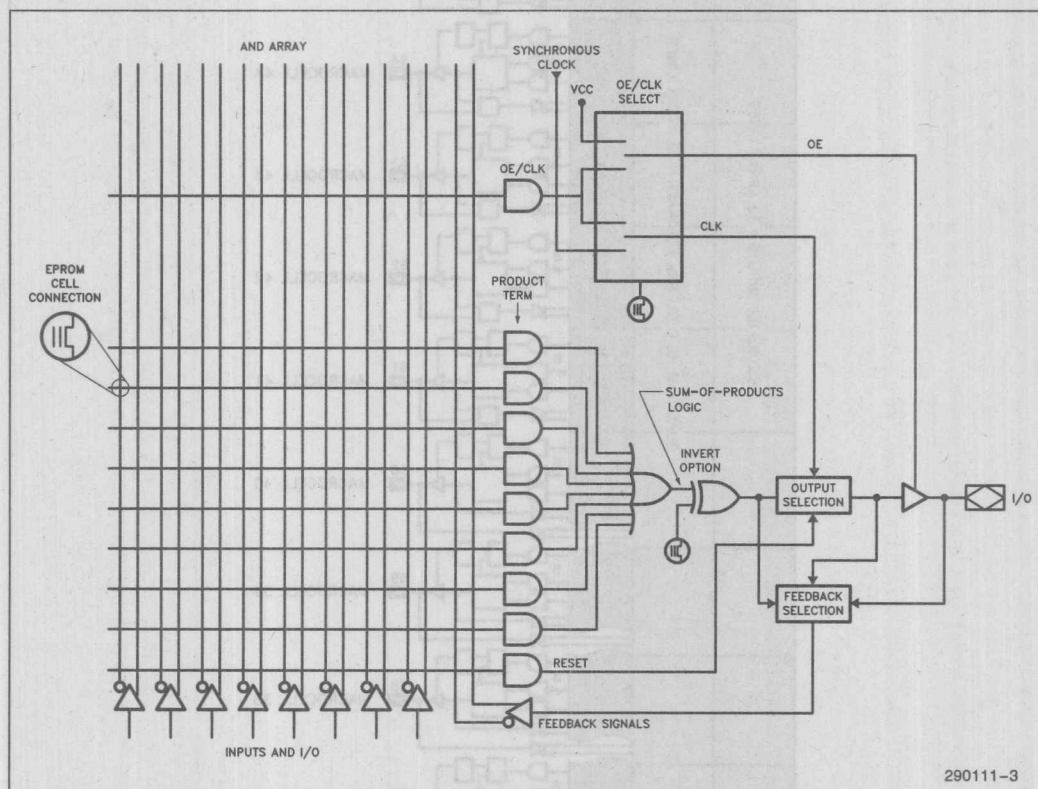 AND ARRAY
SYNCHRONOUS
CLOCK
VCC
OE/CLK
SELECT
OE
OE/CLK
CLK
EPROM
CELL
CONNECTION
PRODUCT
TERM
SUM-OF-PRODUCTS
LOGIC
INVERT
OPTION
OUTPUT
SELECTION
I/O
FEEDBACK
SELECTION
RESET
FEEDBACK SIGNALS
INPUTS AND I/O
290111-3